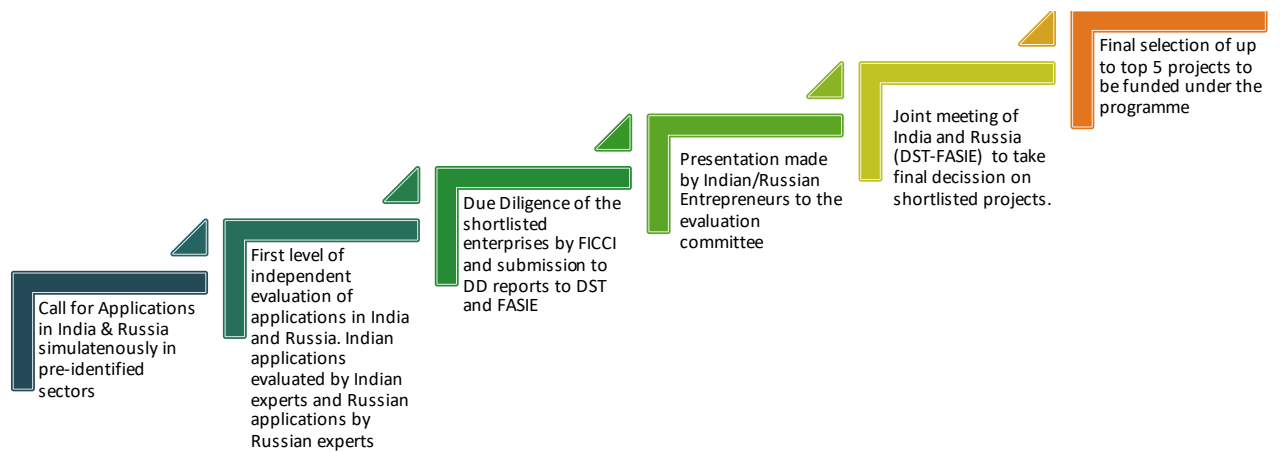 Call for Applications
in India & Russia
simulatenously in
pre-identified
sectors
First level of
independent
evaluation of
applications in India
and Russia. Indian
applications
evaluated by Indian
experts and Russian
applications by
Russian experts
Due Diligence of the
shortlisted
enterprises by FICCI
and submission to
DD reports to DST
and FASIE
Presentation made
by Indian/Russian
Entrepreneurs to the
evaluation
committee
Joint meeting of
India and Russia
(DST-FASIE) to take
final decission on
shortlisted projects.
Final selection of up
to top 5 projects to
be funded under the
programme